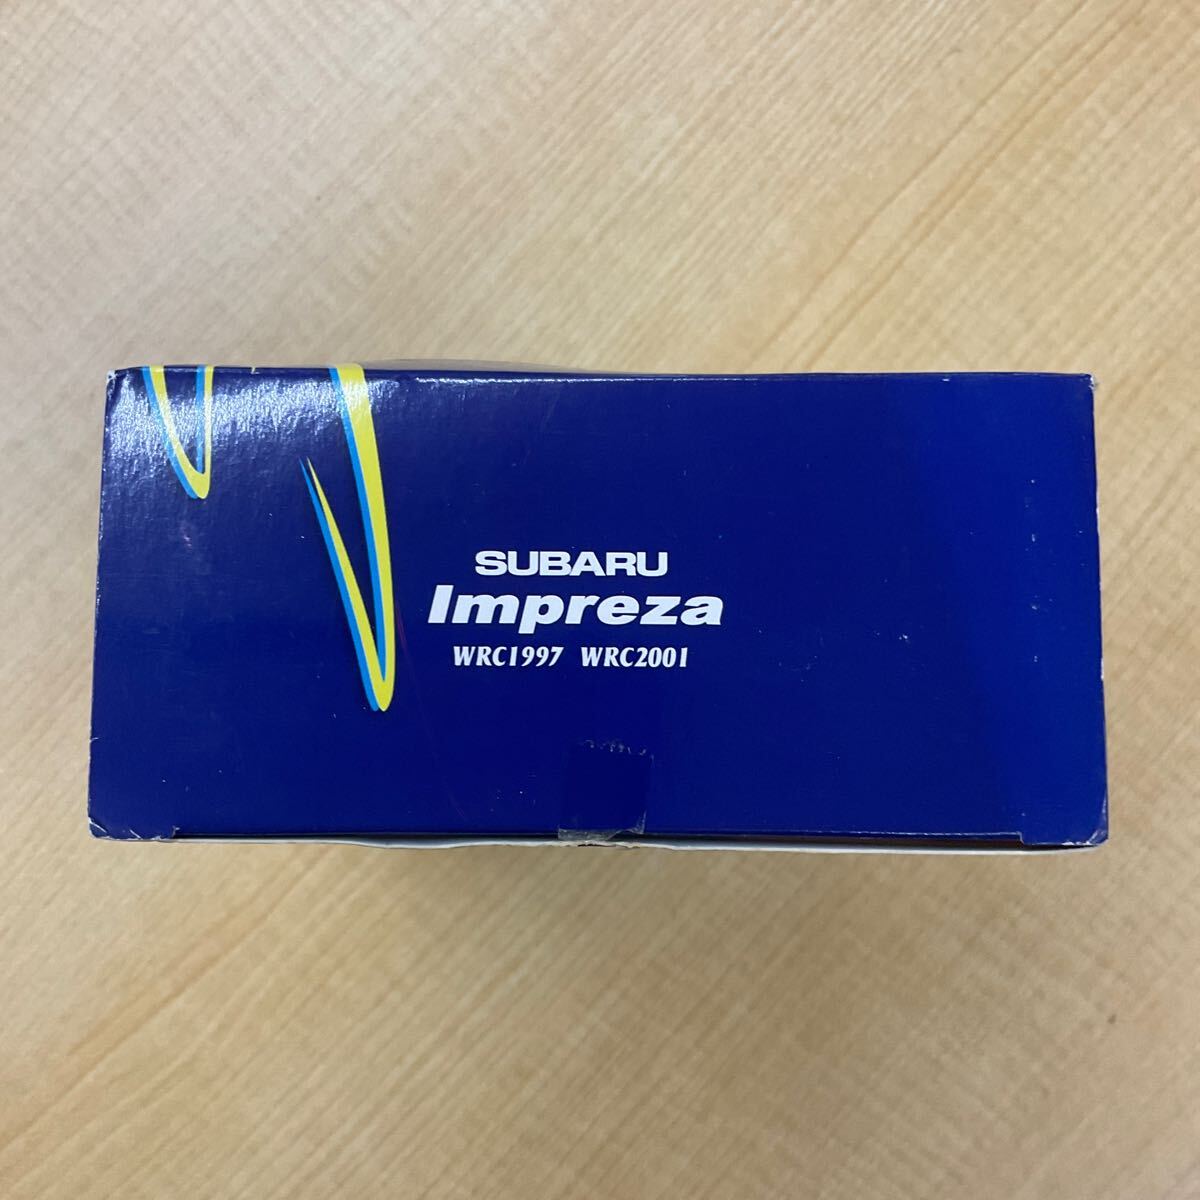 SUBARU
Impreza
WRC1997 WRC2001